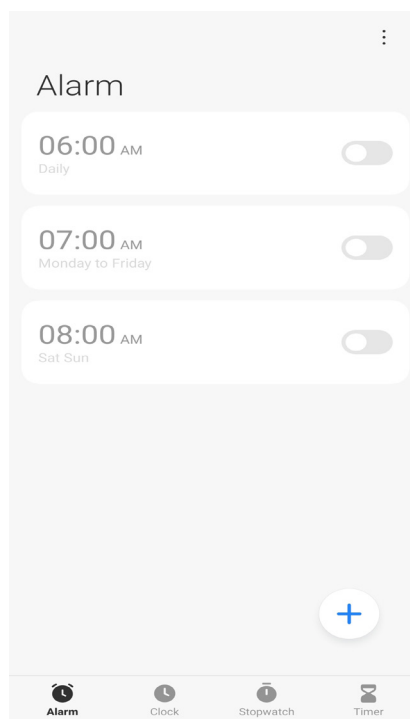 Alarm
06:00 AM
Daily
07:00 AM
Monday to Friday
08:00 AM
Sat Sun
Alarm Clock Stopwatch Timer